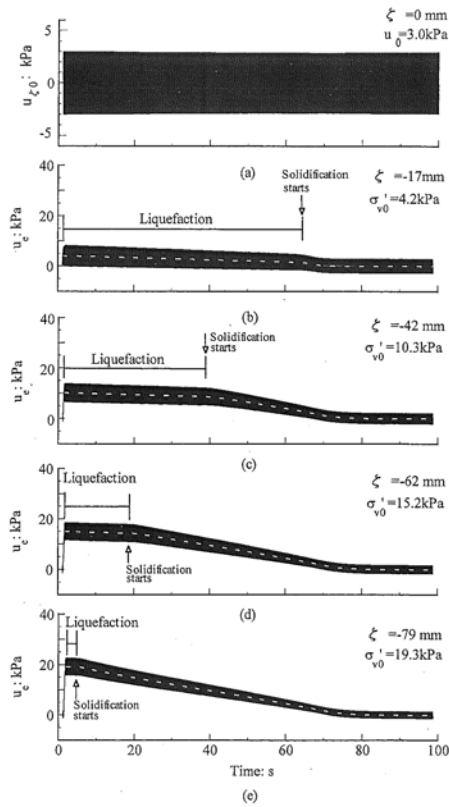 ζ =0 mm
u 0=3.0kPa
u ζ 0 : kPa
5
0
-5
(a)
Solidification
starts
ζ =-17mm
σv0'=4.2kPa
Liquefaction
ue: kPa
40
20
0
(b)
Solidification
starts
ζ =-42 mm
σv0'=10.3kPa
Liquefaction
ue: kPa
40
20
0
(c)
Liquefaction
ζ =-62 mm
σv0'=15.2kPa
ue: kPa
40
20
0
Solidification
starts
(d)
Liquefaction
ζ =-79 mm
σv0'=19.3kPa
ue: kPa
40
20
0
Solidification
starts
0 20 40 60 80 100
Time: s
(e)